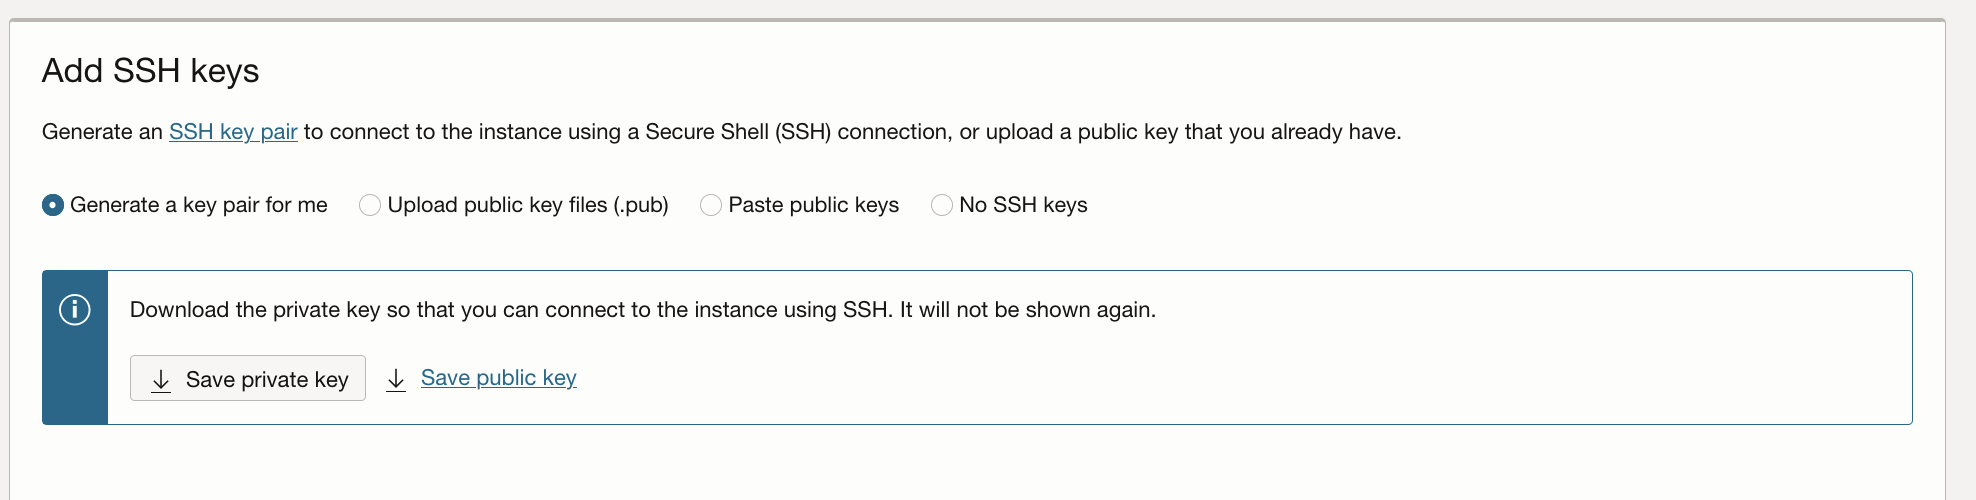 Add SSH keys
Generate an SSH key pair to connect to the instance using a Secure Shell (SSH) connection, or upload a public key that you already have.
Generate a key pair for me Upload public key files (.pub) Paste public keys No SSH keys
Download the private key so that you can connect to the instance using SSH. It will not be shown again.
Save private key Save public key